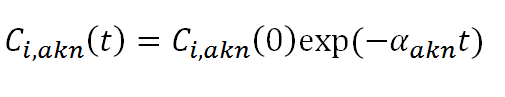 C_{i,akn}(t) = C_{i,akn}(0)exp(−α_{akn}t)